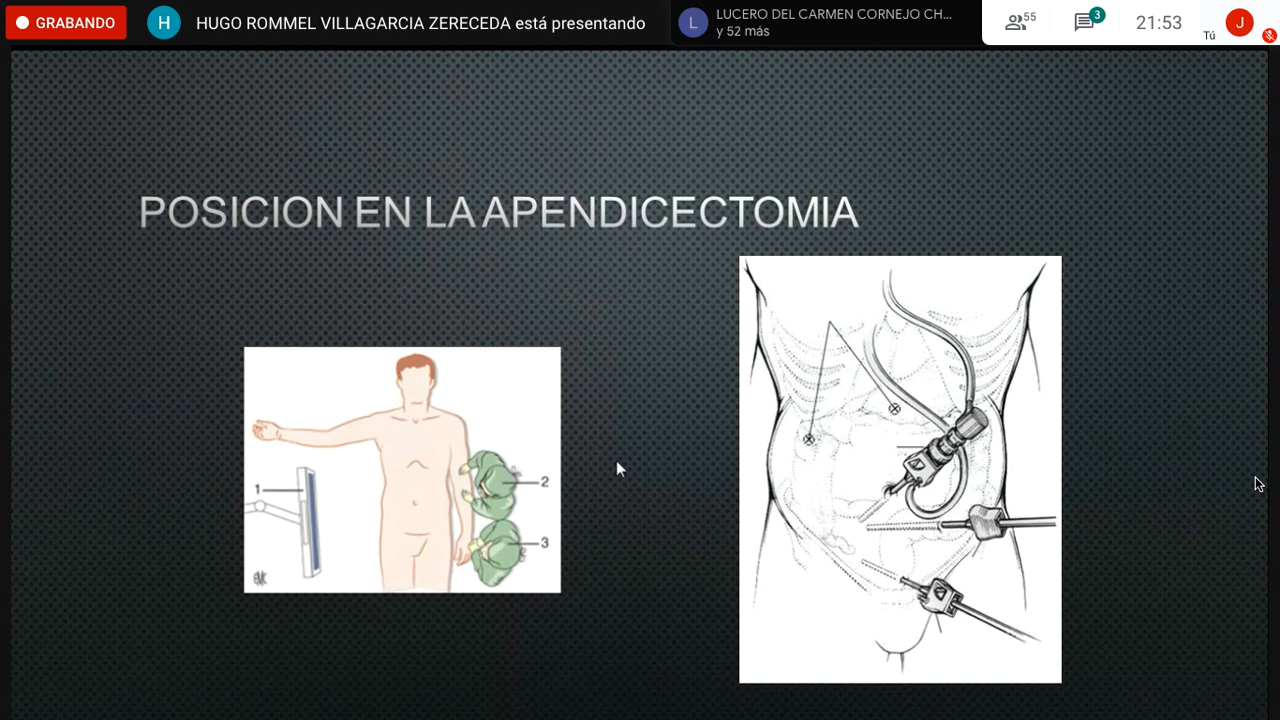 GRABANDO
H
HUGO ROMMEL VILLAGARCIA ZERECEDA está presentando
L
LUCERO DEL CARMEN CORNEJO CH...
y 52 más
55
3
21:53
Tú
J
POSICION EN LA APENDICECTOMIA
1
2
3
EMC